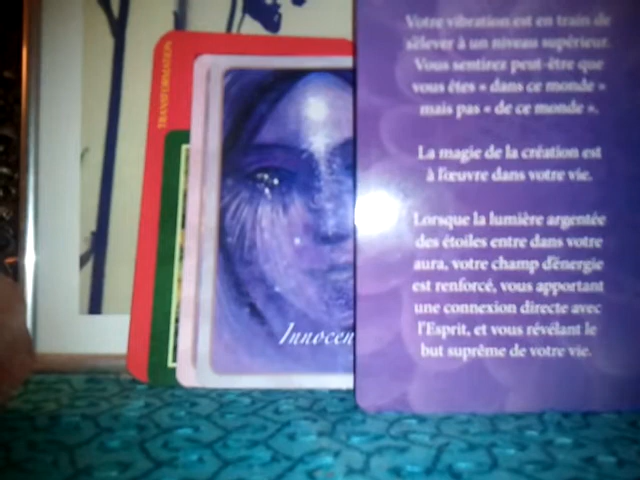 TRANSFORMATION
Innocen
Votre vibration est en train de
s'élever à un niveau supérieur.
Vous sentirez peut-être que
vous êtes « dans ce monde »
mais pas « de ce monde ».
La magie de la création est
à l'œuvre dans votre vie.
Lorsque la lumière argentée
des étoiles entre dans votre
aura, votre champ d'énergie
est renforcé, vous apportant
une connexion directe avec
l'Esprit, et vous révélant le
but suprême de votre vie.